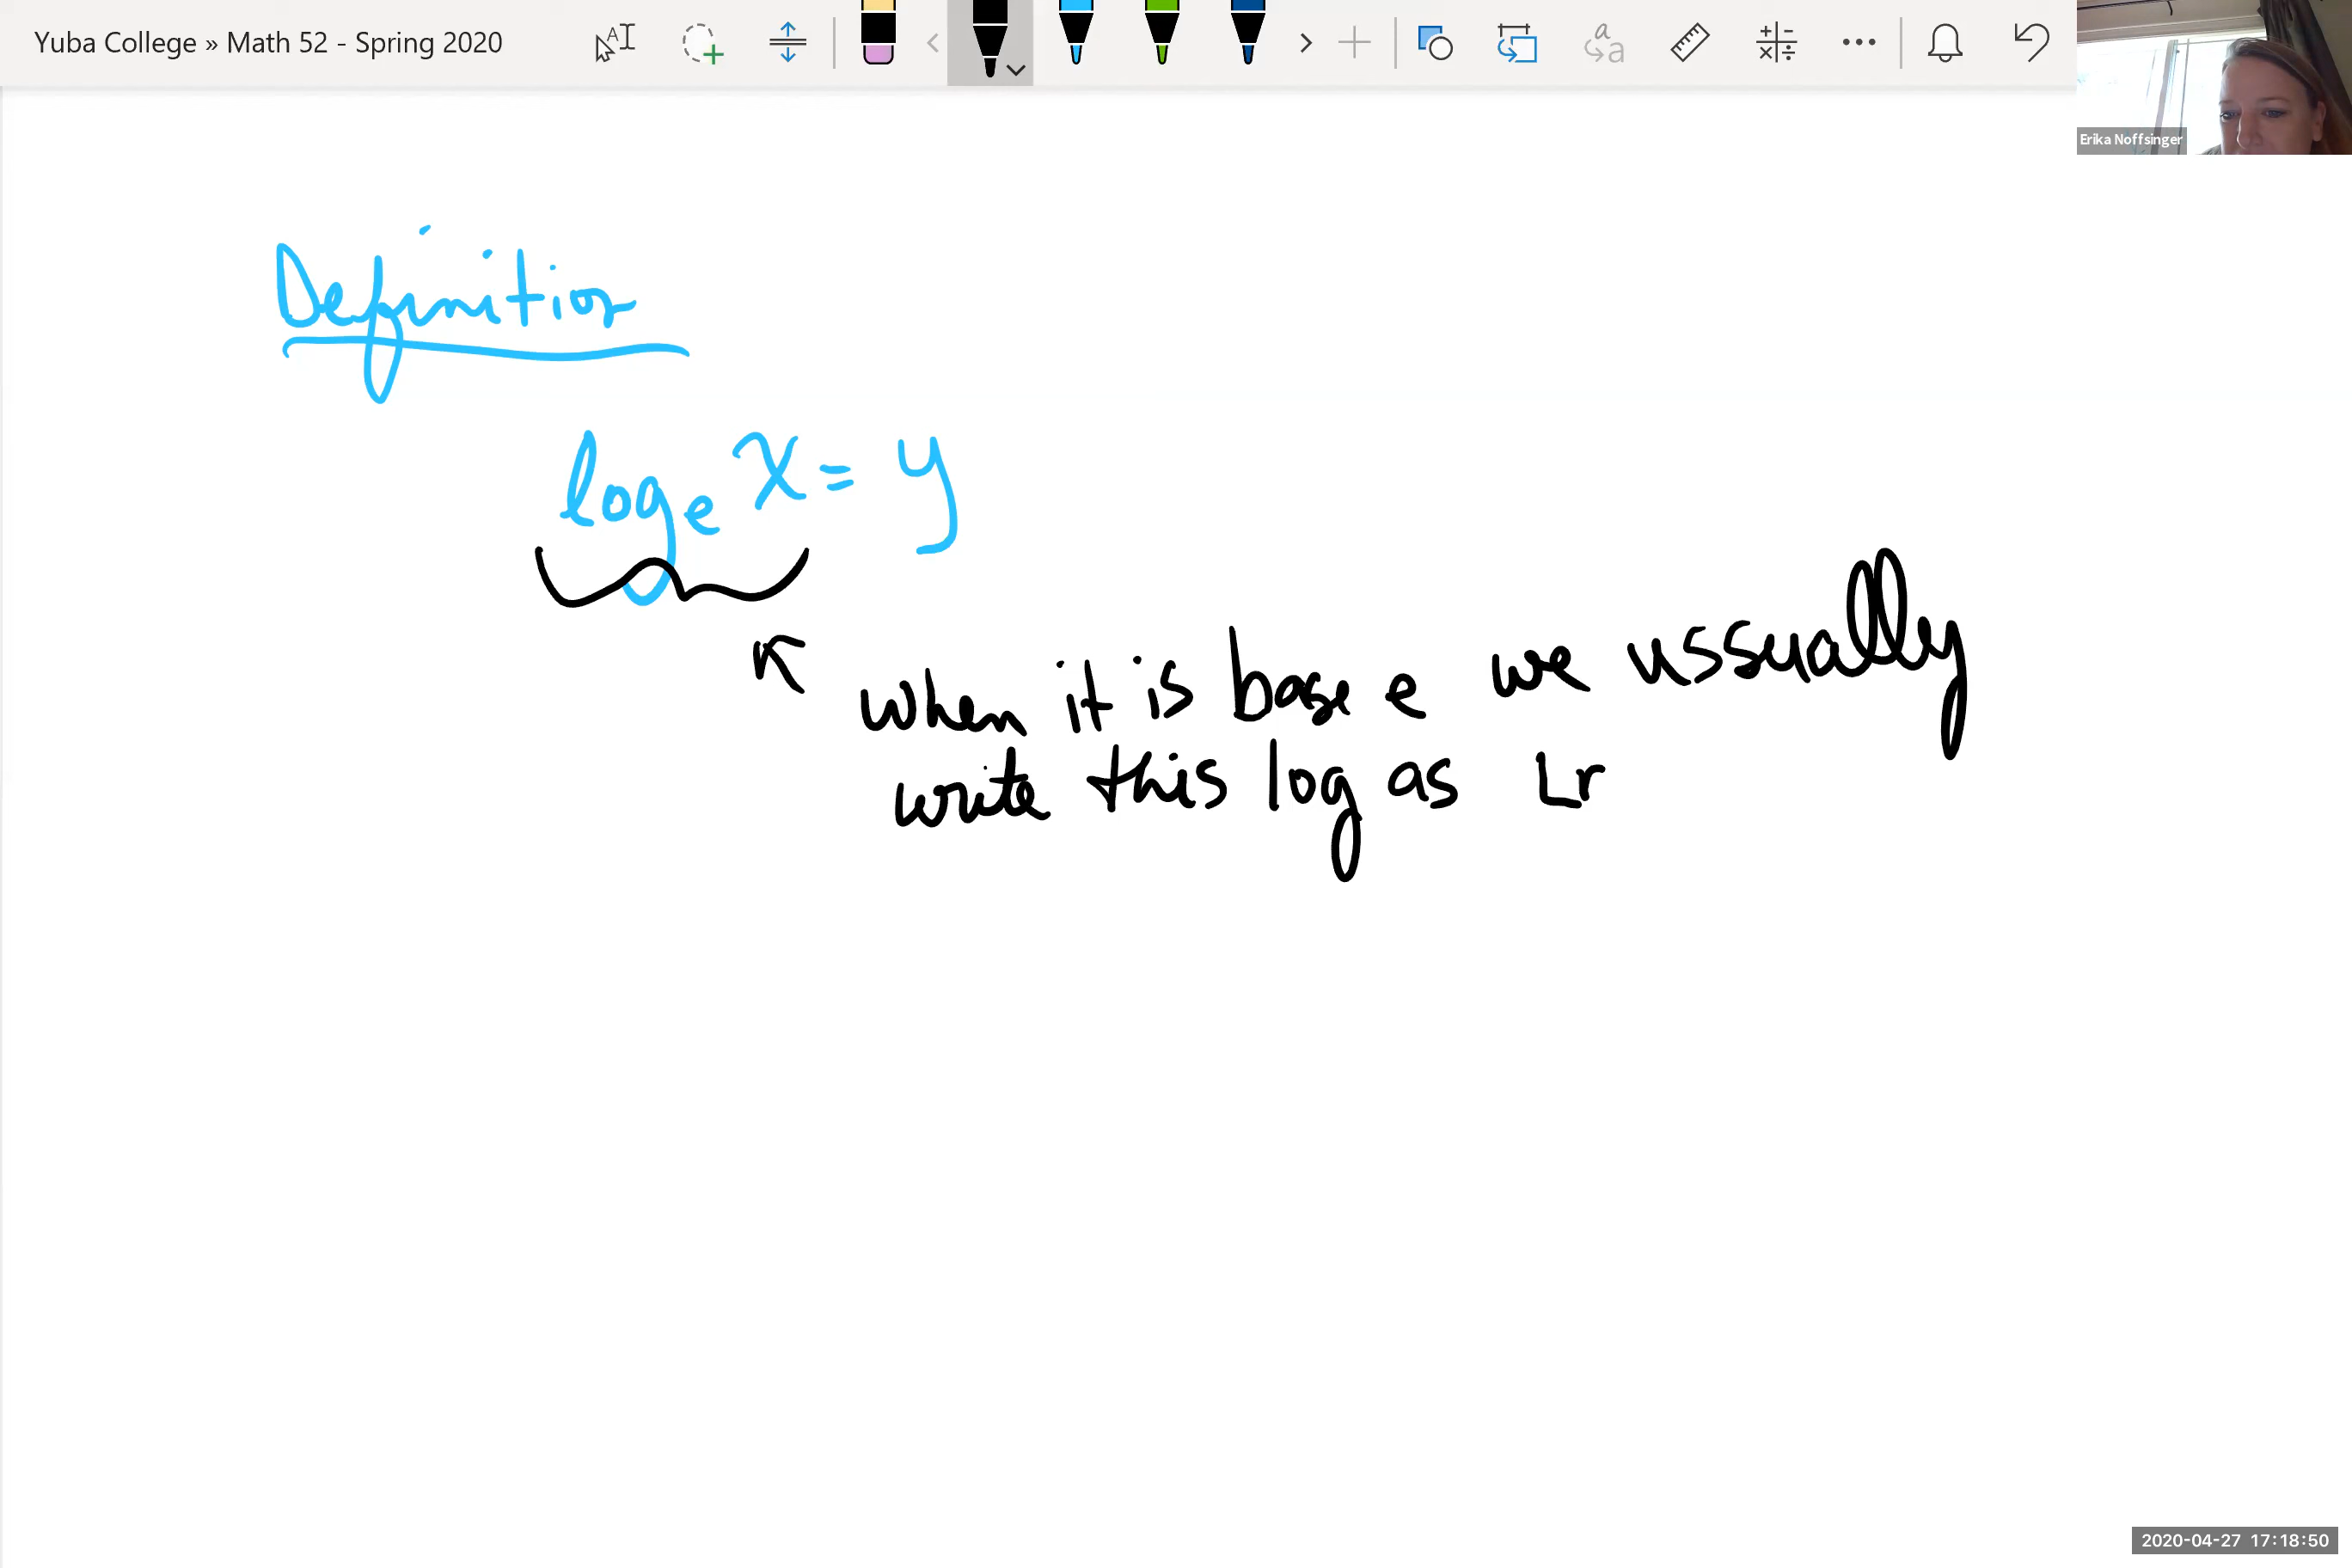 Yuba College » Math 52 - Spring 2020
Erika Noffsinger
Definition
logₑ x = y
when it is base e we ussually
write this log as Lr
2020-04-27 17:18:50